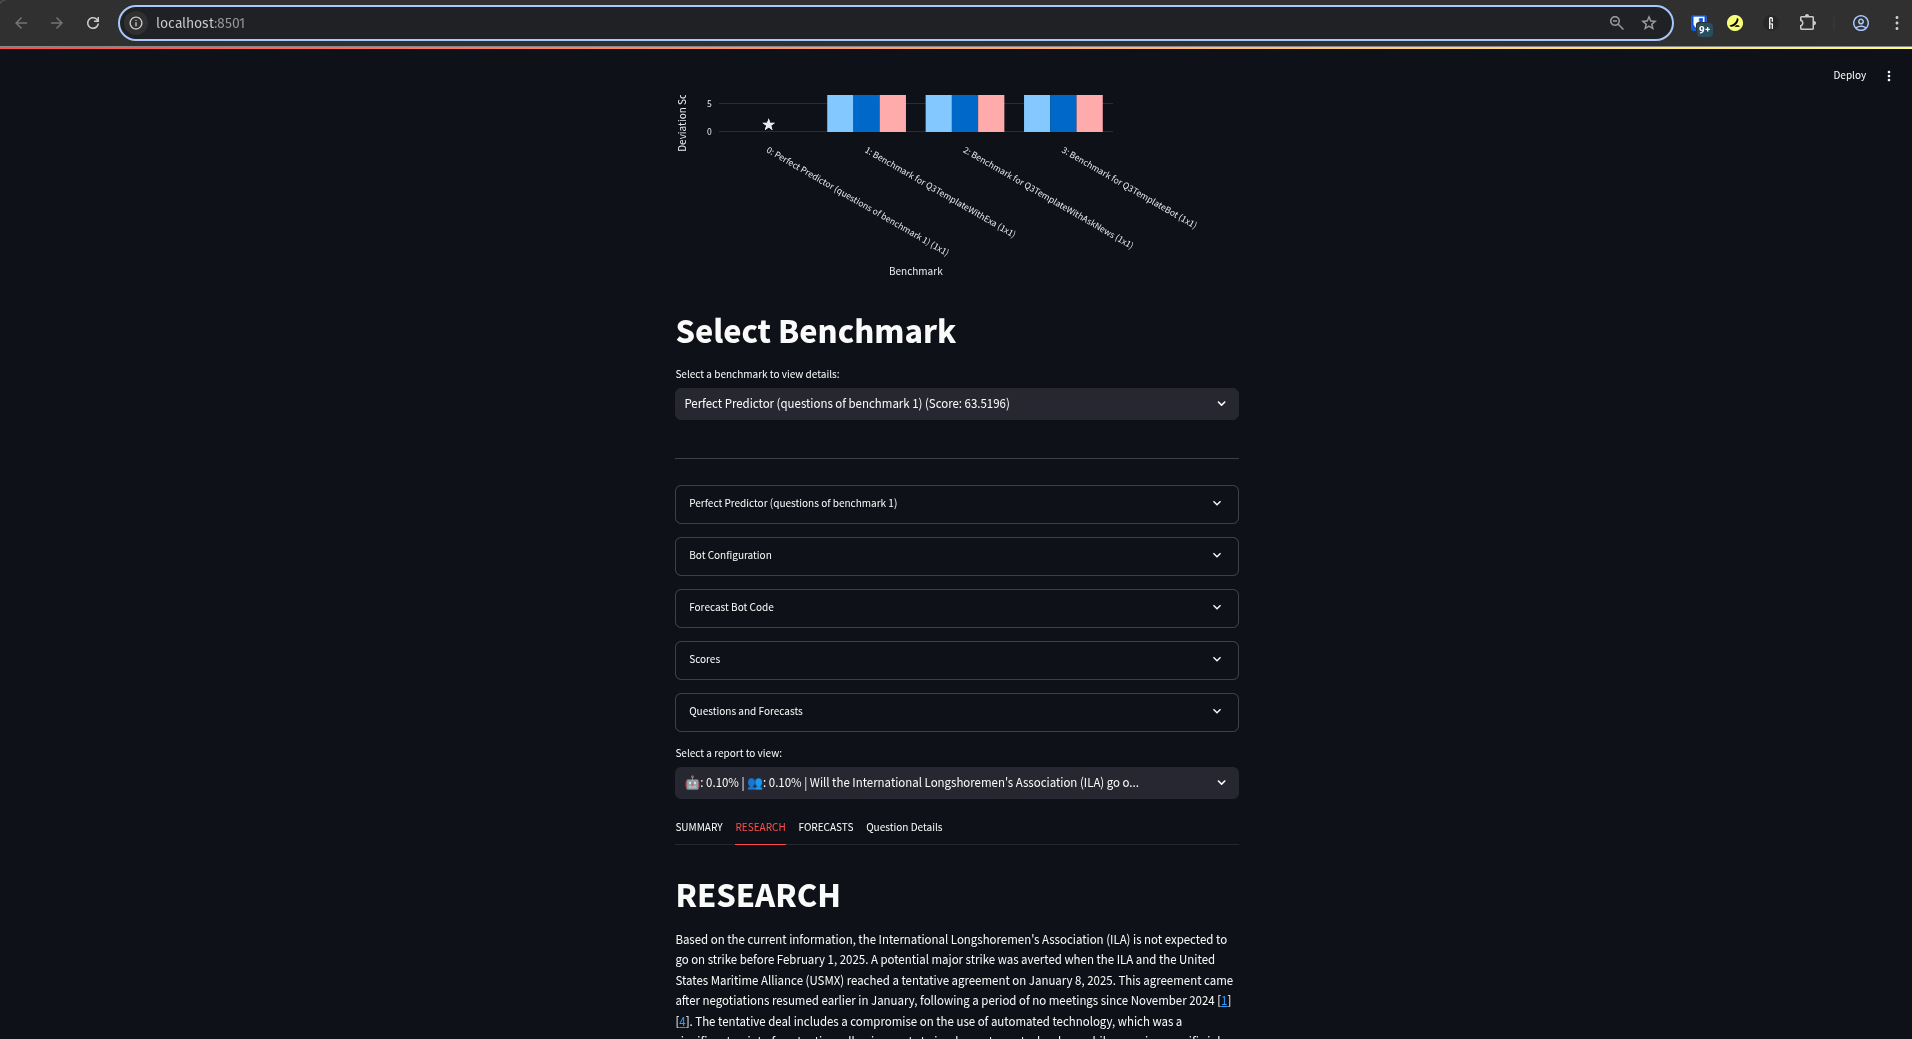 localhost:8501
9+
Deploy
Deviation Sc
5
0
0: Perfect Predictor (questions of benchmark 1) (1x1)
1: Benchmark for Q3TemplateWithExa (1x1)
2: Benchmark for Q3TemplateWithAskNews (1x1)
3: Benchmark for Q3TemplateBot (1x1)
Benchmark
Select Benchmark
Select a benchmark to view details:
Perfect Predictor (questions of benchmark 1) (Score: 63.5196)
Perfect Predictor (questions of benchmark 1)
Bot Configuration
Forecast Bot Code
Scores
Questions and Forecasts
Select a report to view:
🤖: 0.10% | 👥: 0.10% | Will the International Longshoremen's Association (ILA) go o...
SUMMARY RESEARCH FORECASTS Question Details
RESEARCH
Based on the current information, the International Longshoremen's Association (ILA) is not expected to
go on strike before February 1, 2025. A potential major strike was averted when the ILA and the United
States Maritime Alliance (USMX) reached a tentative agreement on January 8, 2025. This agreement came
after negotiations resumed earlier in January, following a period of no meetings since November 2024 [1]
[4]. The tentative deal includes a compromise on the use of automated technology, which was a